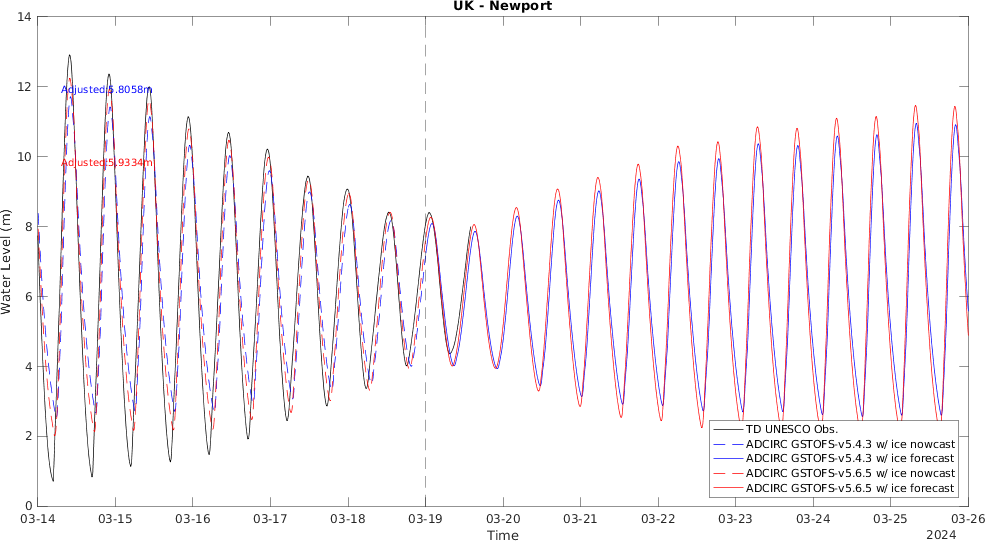 UK - Newport
14
12
10
8
6
4
2
0
Water Level (m)
Adjusted:5.8058m
Adjusted:5.9334m
TD UNESCO Obs.
ADCIRC GSTOFS-v5.4.3 w/ ice nowcast
ADCIRC GSTOFS-v5.4.3 w/ ice forecast
ADCIRC GSTOFS-v5.6.5 w/ ice nowcast
ADCIRC GSTOFS-v5.6.5 w/ ice forecast
03-14 03-15 03-16 03-17 03-18 03-19 03-20 03-21 03-22 03-23 03-24 03-25 03-26
Time
2024